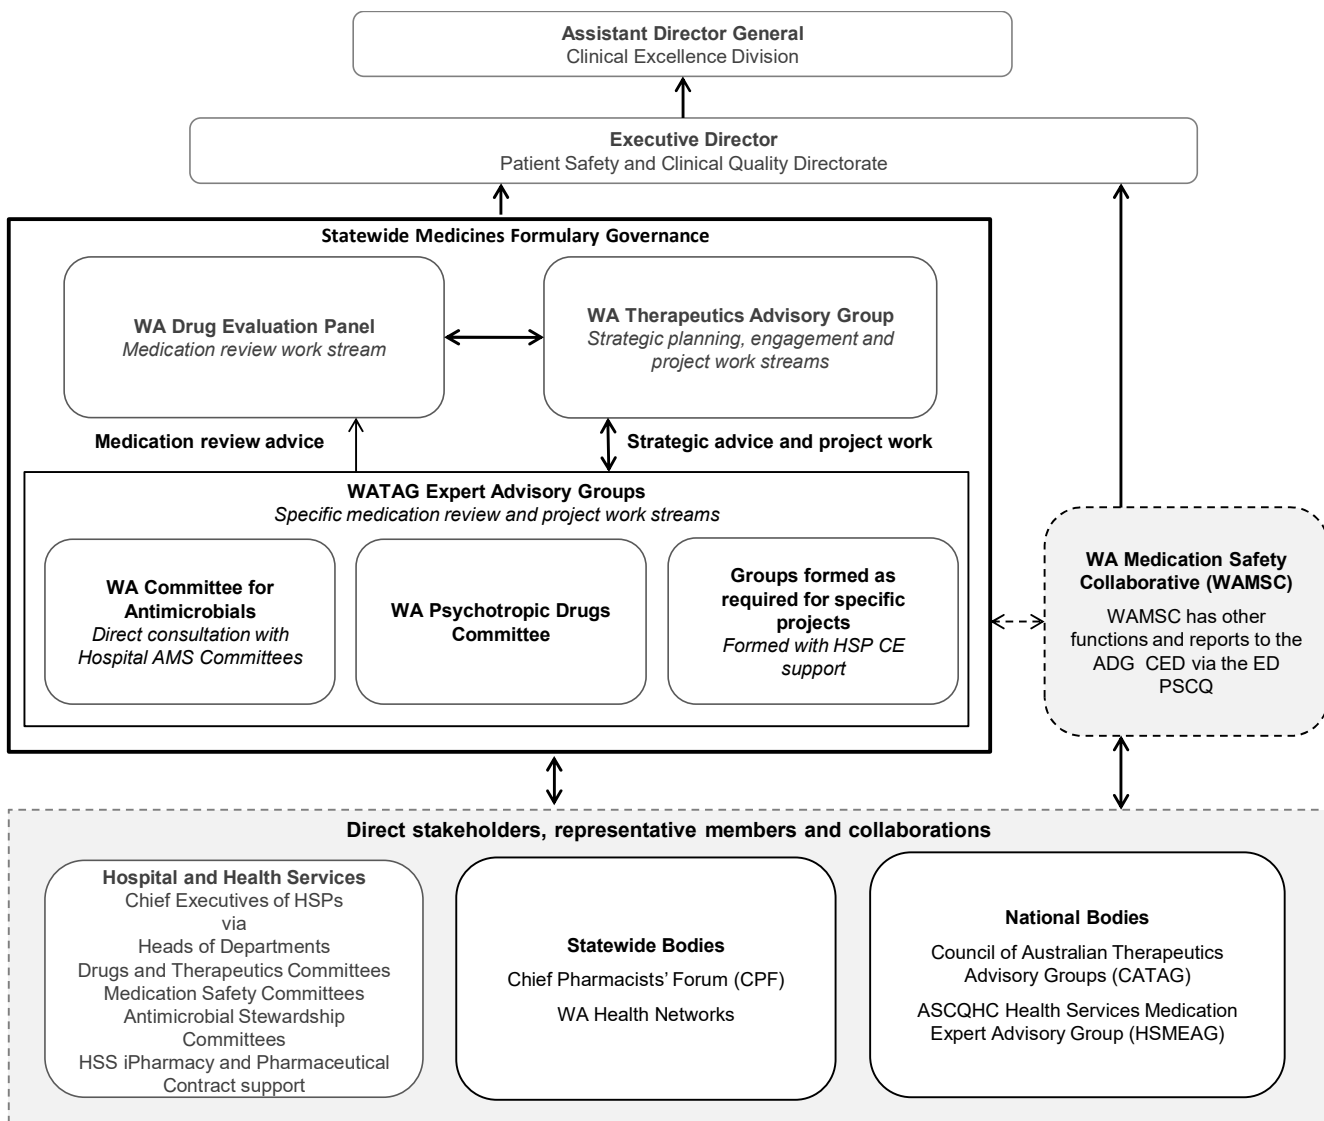 Assistant Director General
Clinical Excellence Division
Executive Director
Patient Safety and Clinical Quality Directorate
Statewide Medicines Formulary Governance
WA Drug Evaluation Panel
Medication review work stream
WA Therapeutics Advisory Group
Strategic planning, engagement and
project work streams
Medication review advice
Strategic advice and project work
WATAG Expert Advisory Groups
Specific medication review and project work streams
WA Committee for
Antimicrobials
Direct consultation with
Hospital AMS Committees
WA Psychotropic Drugs
Committee
Groups formed as
required for specific
projects
Formed with HSP CE
support
WA Medication Safety
Collaborative (WAMSC)
WAMSC has other
functions and reports to the
ADG CED via the ED
PSCQ
Direct stakeholders, representative members and collaborations
Hospital and Health Services
Chief Executives of HSPs
via
Heads of Departments
Drugs and Therapeutics Committees
Medication Safety Committees
Antimicrobial Stewardship
Committees
HSS iPharmacy and Pharmaceutical
Contract support
Statewide Bodies
Chief Pharmacists’ Forum (CPF)
WA Health Networks
National Bodies
Council of Australian Therapeutics
Advisory Groups (CATAG)
ASCQHC Health Services Medication
Expert Advisory Group (HSMEAG)